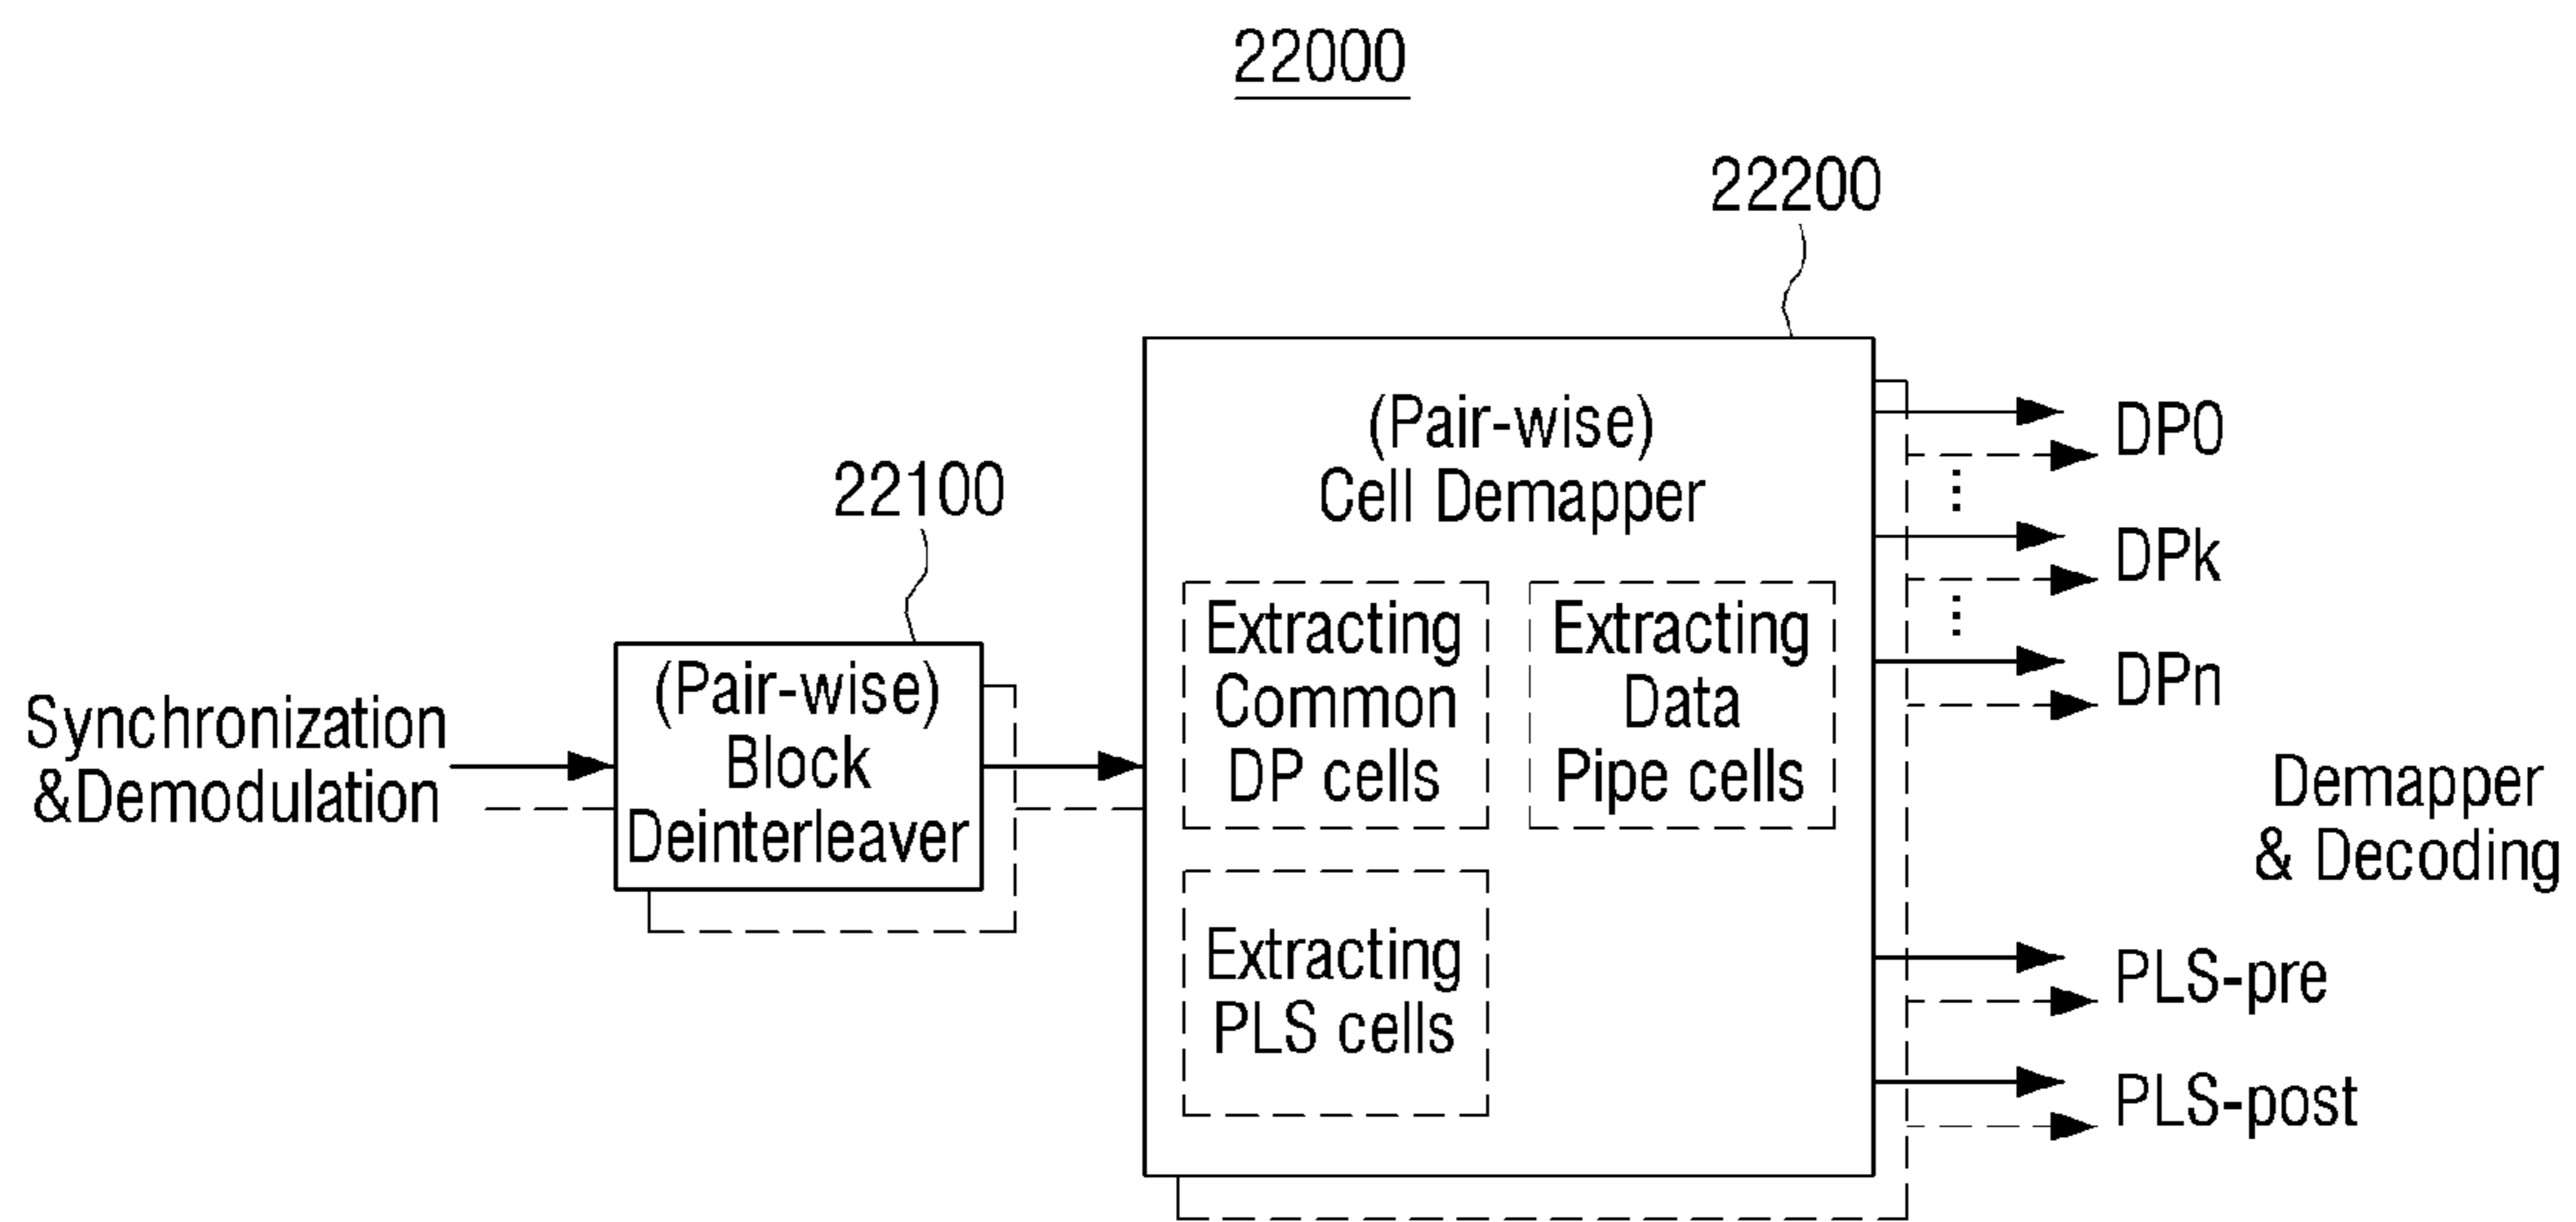 22000
22200
22100
(Pair-wise)
Cell Demapper
Extracting
Common
DP cells
Extracting
Data
Pipe cells
Extracting
PLS cells
(Pair-wise)
Block
Deinterleaver
Synchronization
&Demodulation
DP0
DPk
DPn
Demapper
& Decoding
PLS-pre
PLS-post